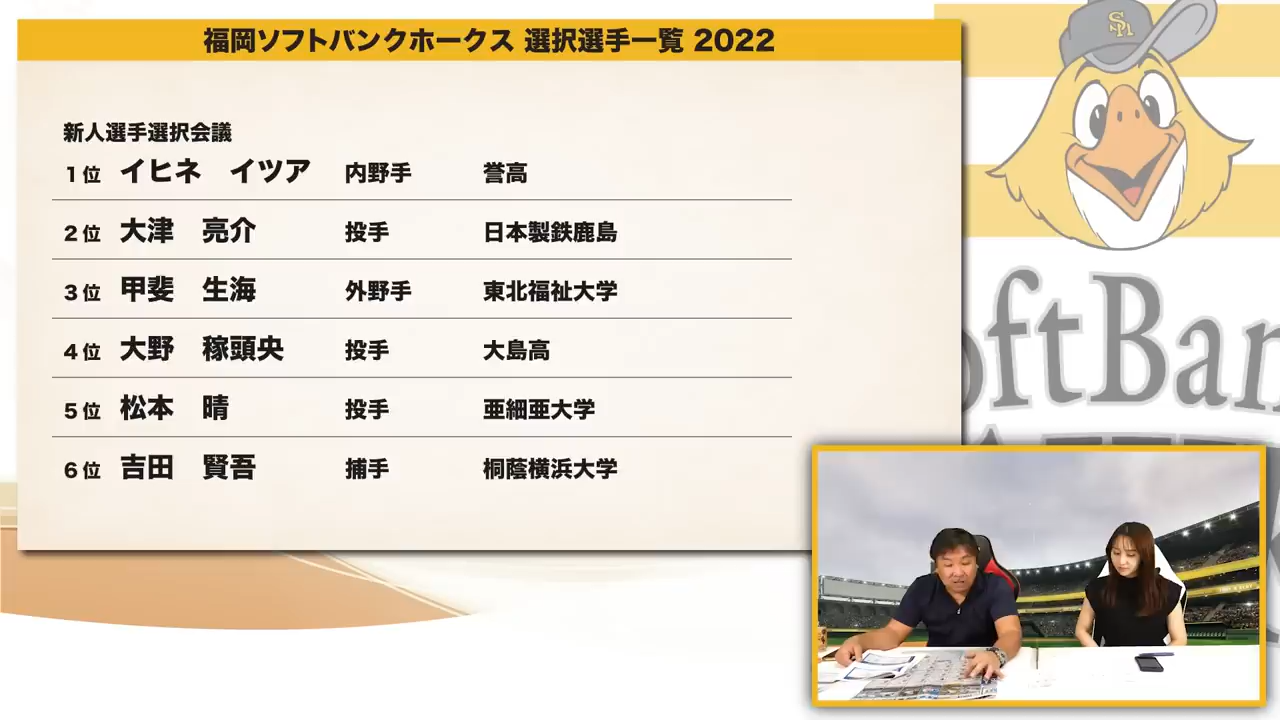 福岡ソフトバンクホークス 選択選手一覧 2022
新人選手選択会議
1位 イヒネ イツア 内野手 誉高
2位 大津 亮介 投手 日本製鉄鹿島
3位 甲斐 生海 外野手 東北福祉大学
4位 大野 稼頭央 投手 大島高
5位 松本 晴 投手 亜細亜大学
6位 吉田 賢吾 捕手 桐蔭横浜大学
SH
oftBan